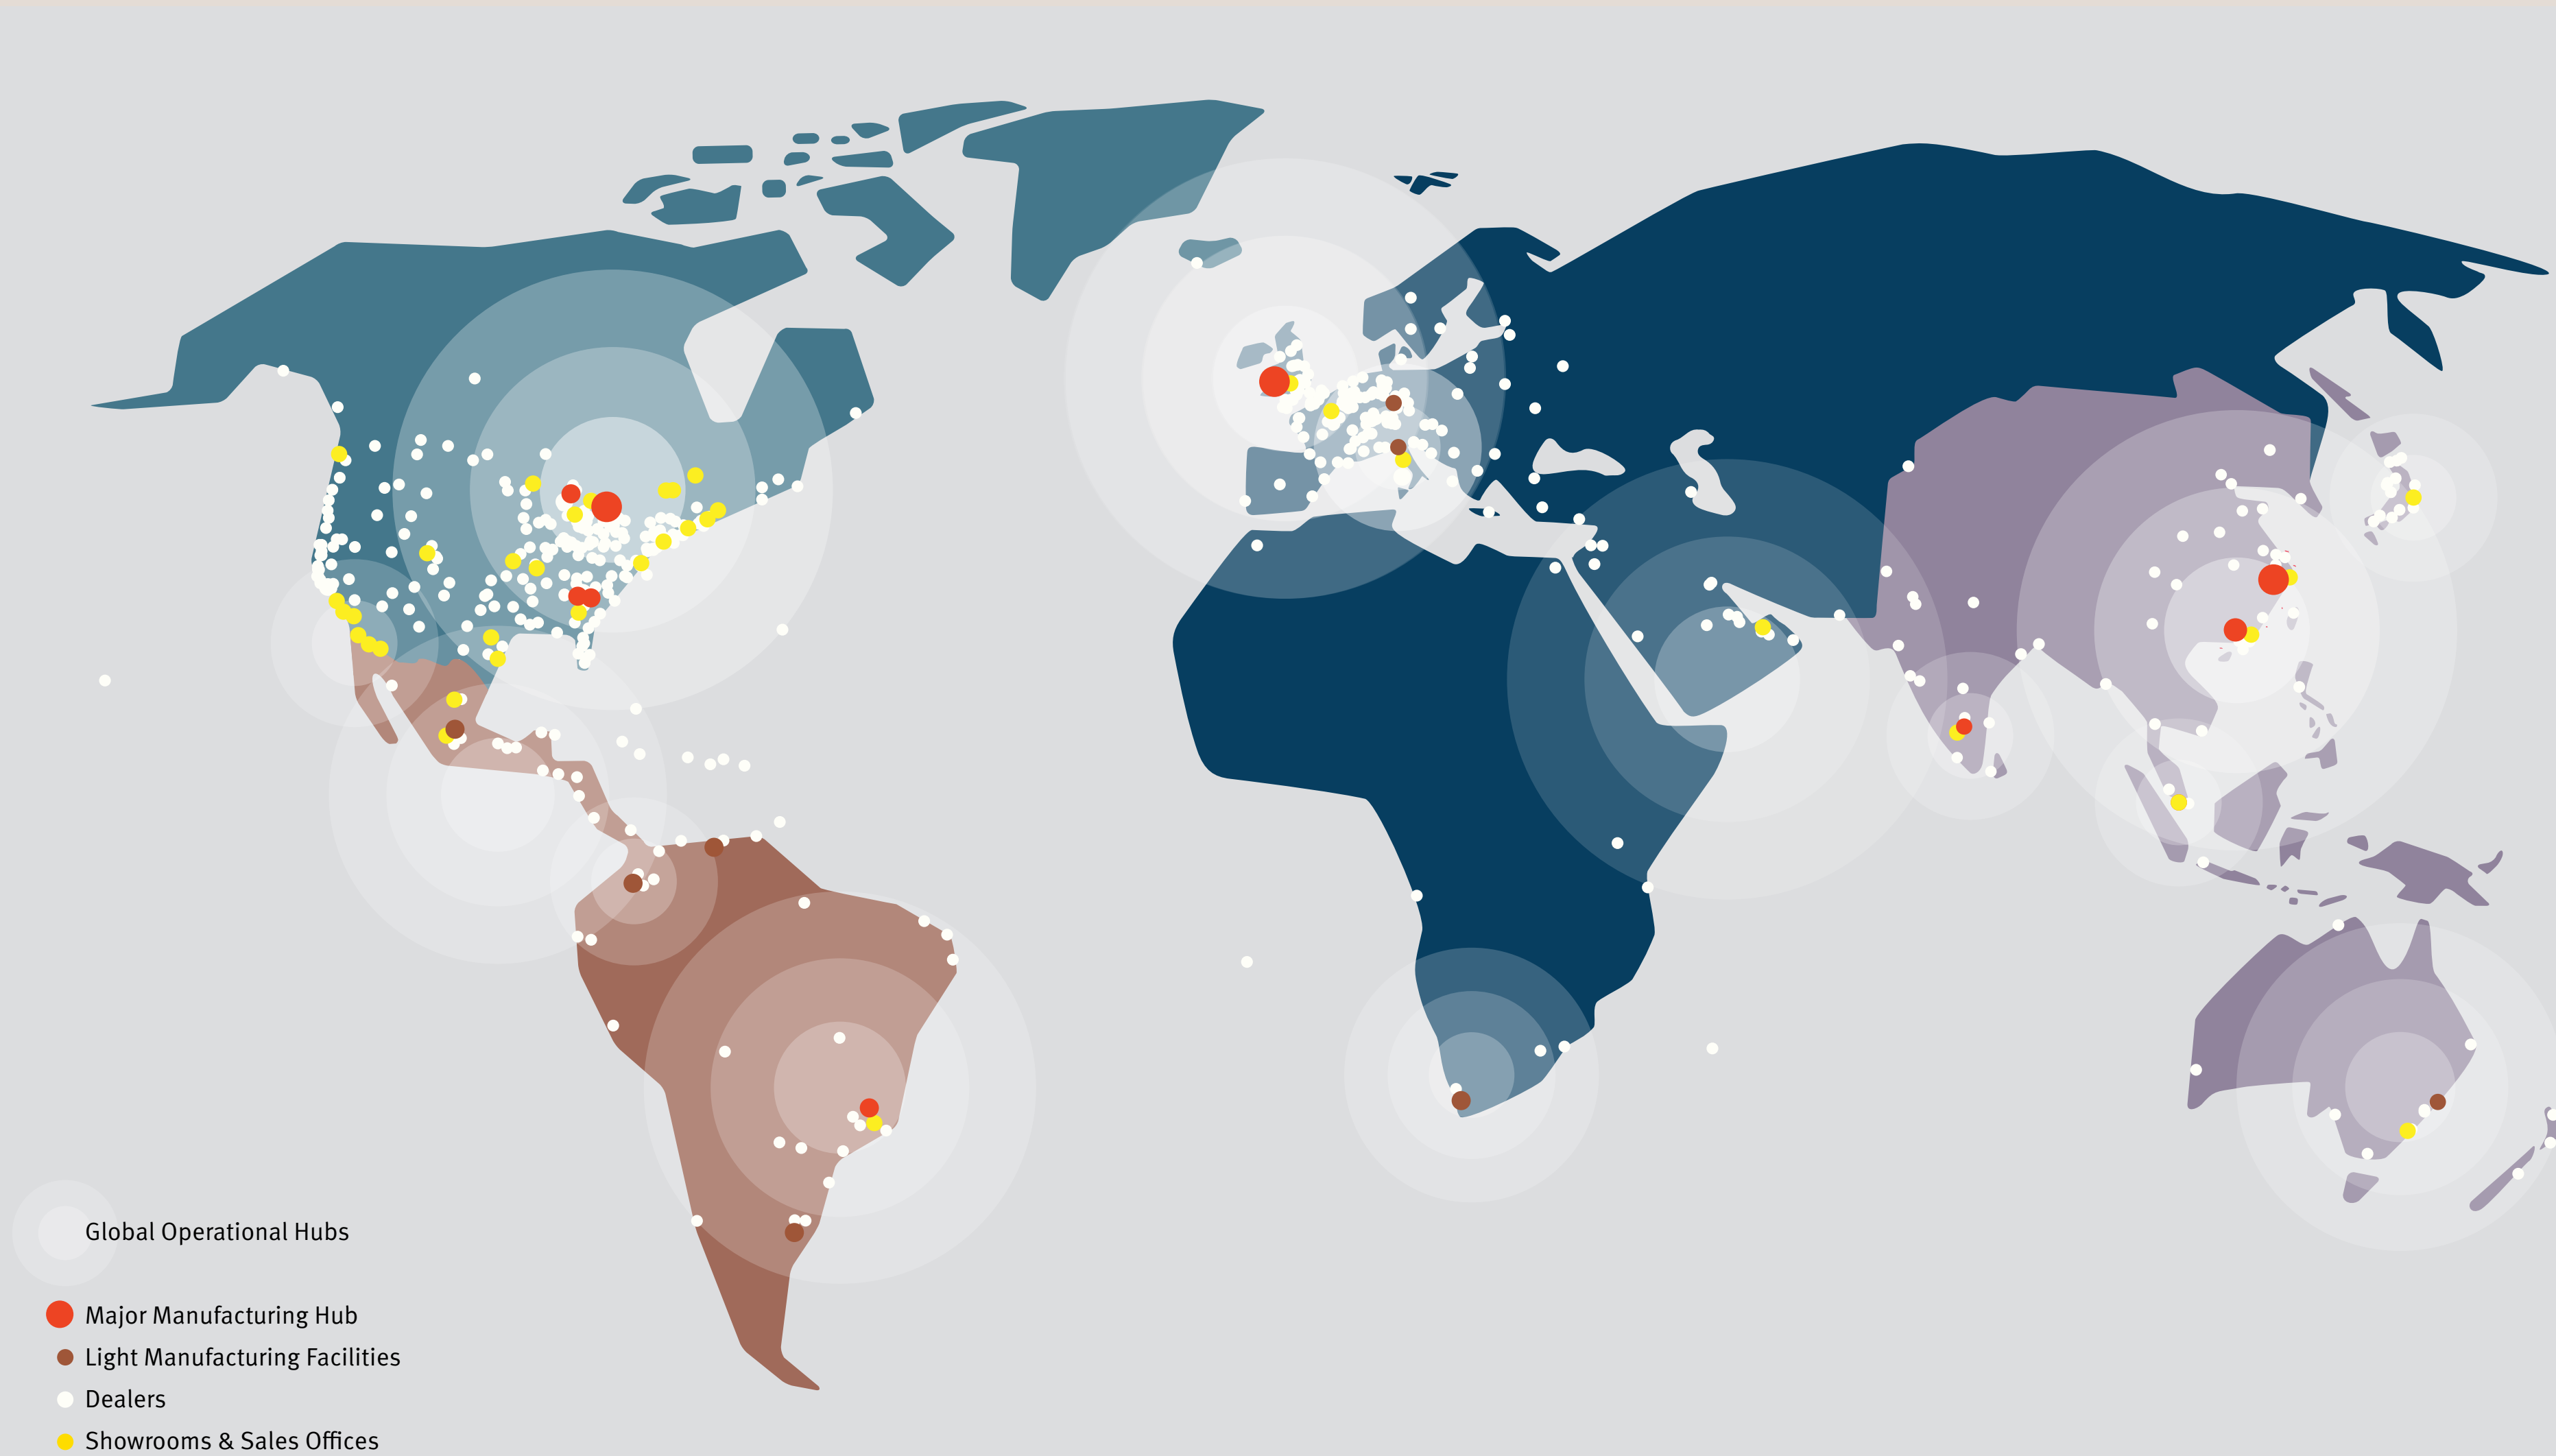 Global Operational Hubs
Major Manufacturing Hub
Light Manufacturing Facilities
Dealers
Showrooms & Sales Offices